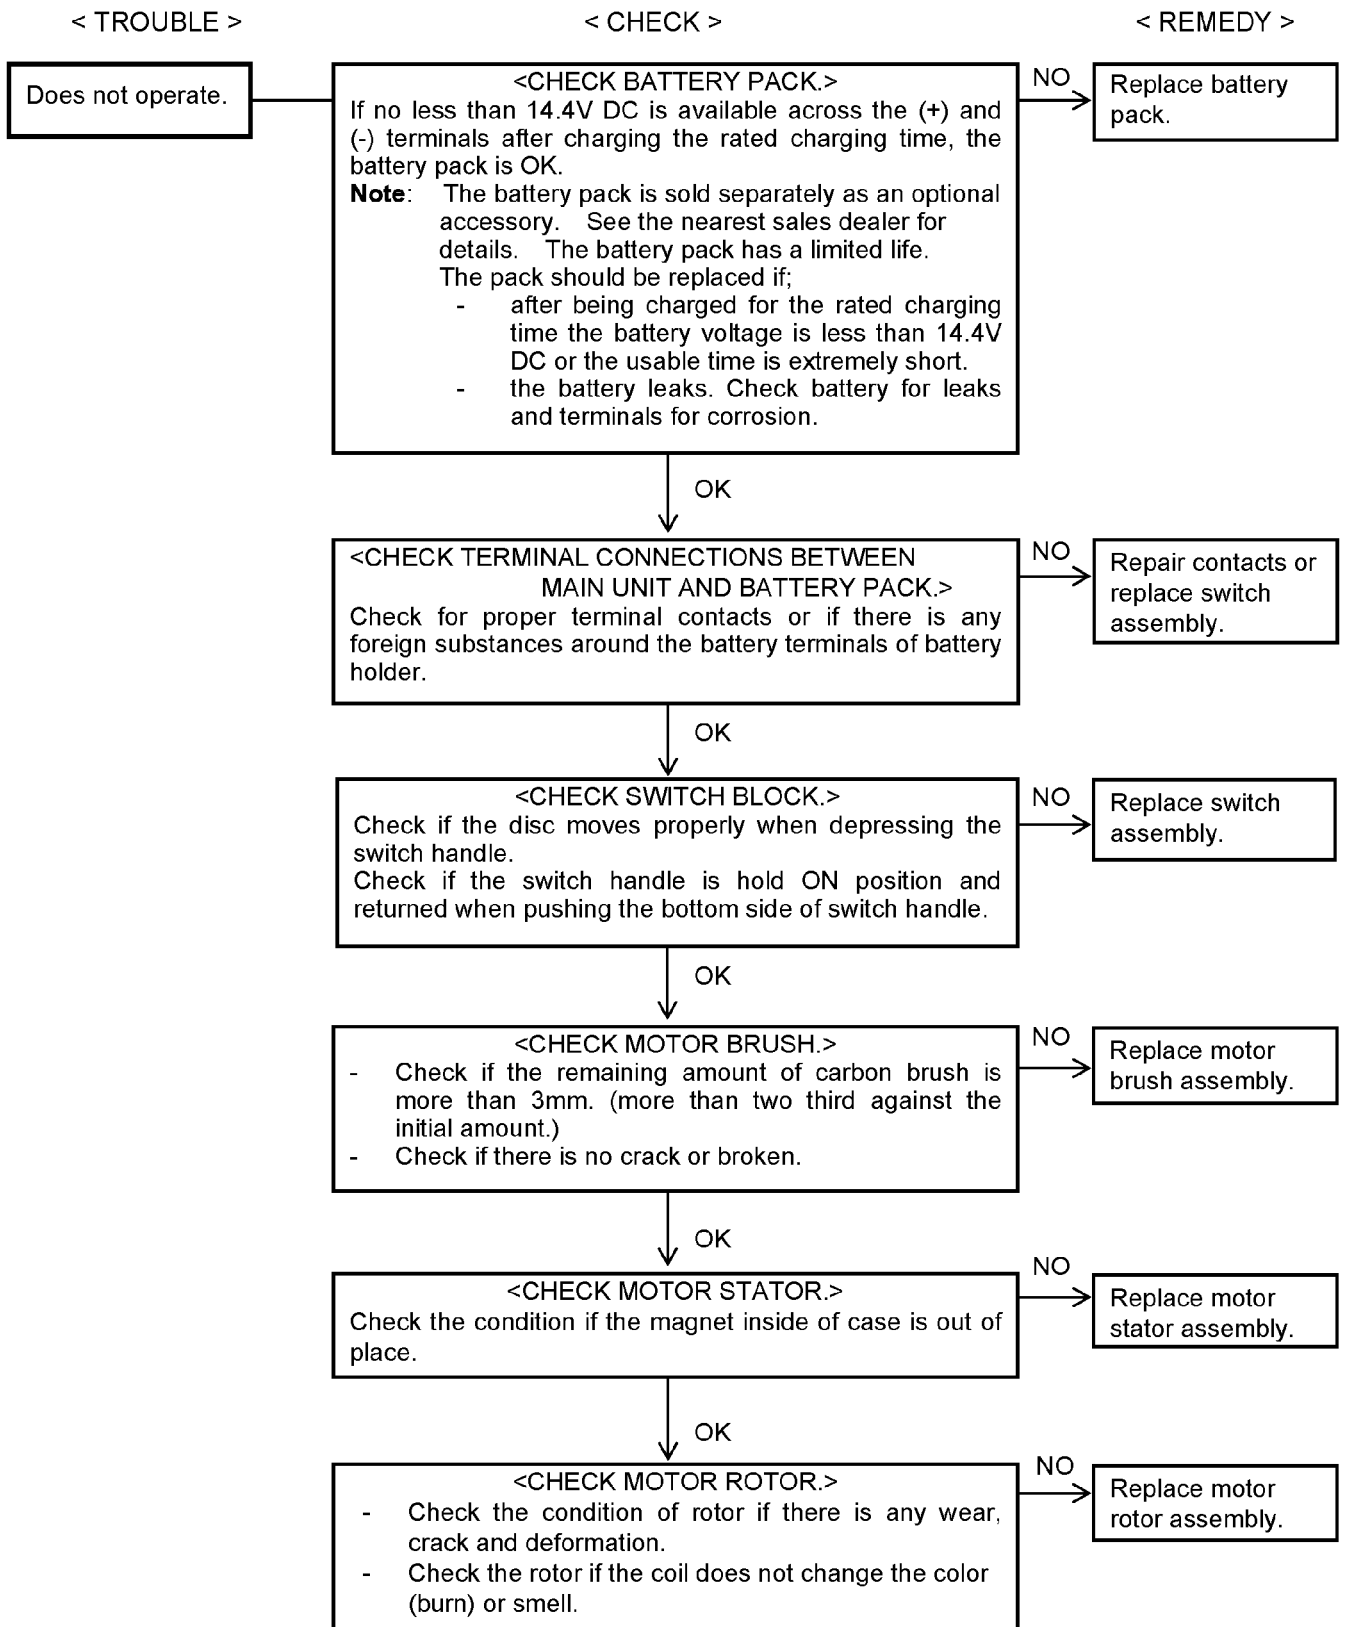 < TROUBLE >
< CHECK >
< REMEDY >
Does not operate.
<CHECK BATTERY PACK.>
If no less than 14.4V DC is available across the (+) and
(-) terminals after charging the rated charging time, the
battery pack is OK.
Note: The battery pack is sold separately as an optional
accessory. See the nearest sales dealer for
details. The battery pack has a limited life.
The pack should be replaced if;
- after being charged for the rated charging
time the battery voltage is less than 14.4V
DC or the usable time is extremely short.
- the battery leaks. Check battery for leaks
and terminals for corrosion.
NO
Replace battery
pack.
OK
<CHECK TERMINAL CONNECTIONS BETWEEN
MAIN UNIT AND BATTERY PACK.>
Check for proper terminal contacts or if there is any
foreign substances around the battery terminals of battery
holder.
NO
Repair contacts or
replace switch
assembly.
OK
<CHECK SWITCH BLOCK.>
Check if the disc moves properly when depressing the
switch handle.
Check if the switch handle is hold ON position and
returned when pushing the bottom side of switch handle.
NO
Replace switch
assembly.
OK
<CHECK MOTOR BRUSH.>
- Check if the remaining amount of carbon brush is
more than 3mm. (more than two third against the
initial amount.)
- Check if there is no crack or broken.
NO
Replace motor
brush assembly.
OK
<CHECK MOTOR STATOR.>
Check the condition if the magnet inside of case is out of
place.
NO
Replace motor
stator assembly.
OK
<CHECK MOTOR ROTOR.>
- Check the condition of rotor if there is any wear,
crack and deformation.
- Check the rotor if the coil does not change the color
(burn) or smell.
NO
Replace motor
rotor assembly.